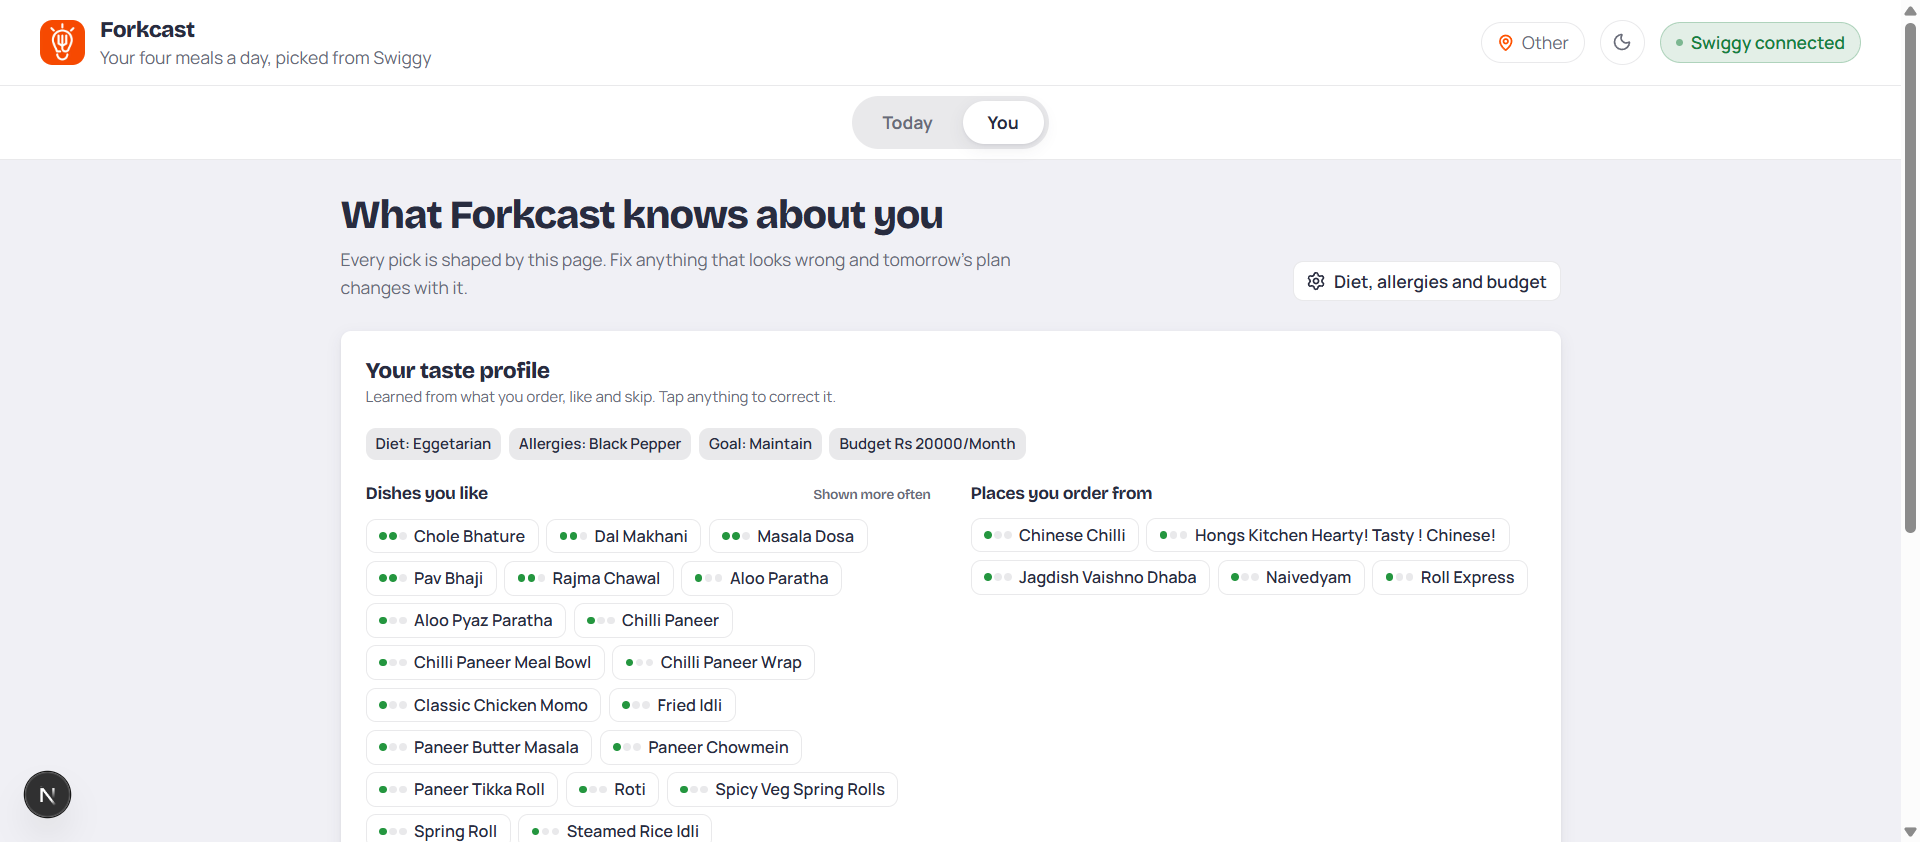 Forkcast
Your four meals a day, picked from Swiggy
Other
Swiggy connected
Today
You
What Forkcast knows about you
Every pick is shaped by this page. Fix anything that looks wrong and tomorrow's plan
changes with it.
Diet, allergies and budget
Your taste profile
Learned from what you order, like and skip. Tap anything to correct it.
Diet: Eggetarian
Allergies: Black Pepper
Goal: Maintain
Budget Rs 20000/Month
Dishes you like
Shown more often
Chole Bhature
Dal Makhani
Masala Dosa
Pav Bhaji
Rajma Chawal
Aloo Paratha
Aloo Pyaz Paratha
Chilli Paneer
Chilli Paneer Meal Bowl
Chilli Paneer Wrap
Classic Chicken Momo
Fried Idli
Paneer Butter Masala
Paneer Chowmein
Paneer Tikka Roll
Roti
Spicy Veg Spring Rolls
Spring Roll
Steamed Rice Idli
Places you order from
Chinese Chilli
Hongs Kitchen Hearty! Tasty ! Chinese!
Jagdish Vaishno Dhaba
Naivedyam
Roll Express
N